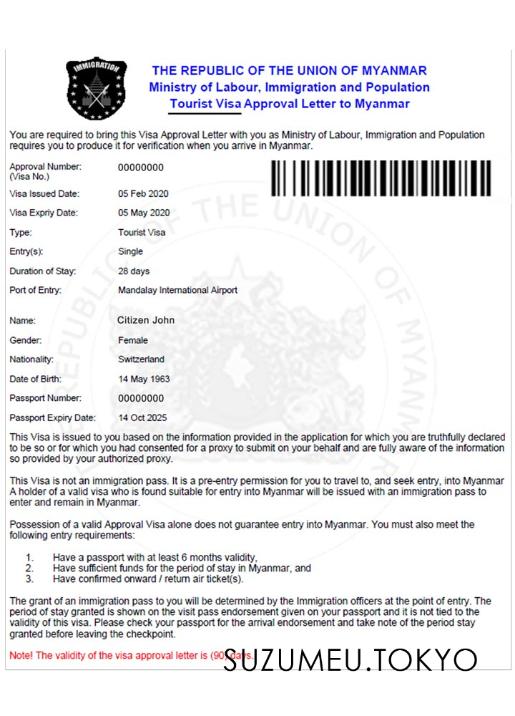 IMMIGRATION
THE REPUBLIC OF THE UNION OF MYANMAR
Ministry of Labour, Immigration and Population
Tourist Visa Approval Letter to Myanmar
You are required to bring this Visa Approval Letter with you as Ministry of Labour, Immigration and Population
requires you to produce it for verification when you arrive in Myanmar.
Approval Number: 00000000
(Visa No.)
Visa Issued Date: 05 Feb 2020
Visa Expriy Date: 05 May 2020
Type: Tourist Visa
Entry(s): Single
Duration of Stay: 28 days
Port of Entry: Mandalay International Airport
Name: Citizen John
Gender: Female
Nationality: Switzerland
Date of Birth: 14 May 1963
Passport Number: 00000000
Passport Expiry Date: 14 Oct 2025
REPUBLIC OF THE UNION OF MYANMAR
This Visa is issued to you based on the information provided in the application for which you are truthfully declared
to be so or for which you had consented for a proxy to submit on your behalf and are fully aware of the information
so provided by your authorized proxy.
This Visa is not an immigration pass. It is a pre-entry permission for you to travel to, and seek entry, into Myanmar
A holder of a valid visa who is found suitable for entry into Myanmar will be issued with an immigration pass to
enter and remain in Myanmar.
Possession of a valid Approval Visa alone does not guarantee entry into Myanmar. You must also meet the
following entry requirements:
1. Have a passport with at least 6 months validity,
2. Have sufficient funds for the period of stay in Myanmar, and
3. Have confirmed onward / return air ticket(s).
The grant of an immigration pass to you will be determined by the Immigration officers at the point of entry. The
period of stay granted is shown on the visit pass endorsement given on your passport and it is not tied to the
validity of this visa. Please check your passport for the arrival endorsement and take note of the period stay
granted before leaving the checkpoint.
Note! The validity of the visa approval letter is (90) days.
SUZUMEU.TOKYO